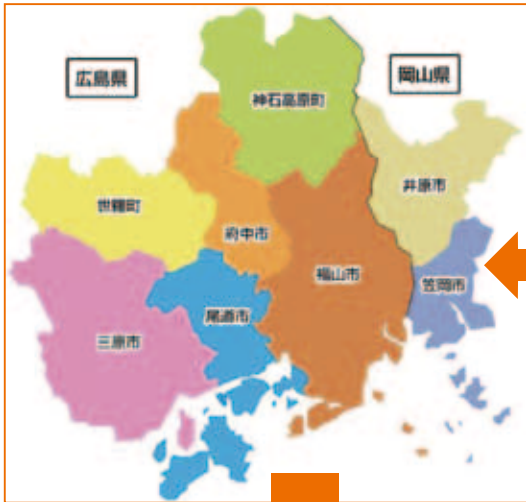 広島県
岡山県
神石高原町
井原市
世羅町
府中市
福山市
笠岡市
尾道市
三原市